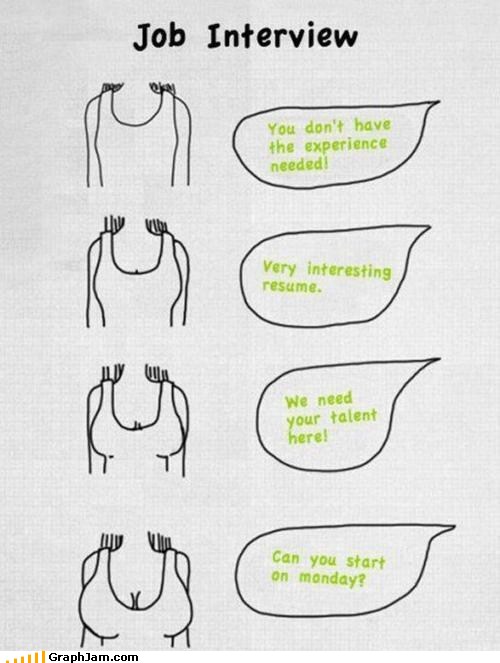 Job Interview
You don't have
the experience
needed!
Very interesting
resume.
We need
your talent
here!
Can you start
on monday?
GraphJam.com